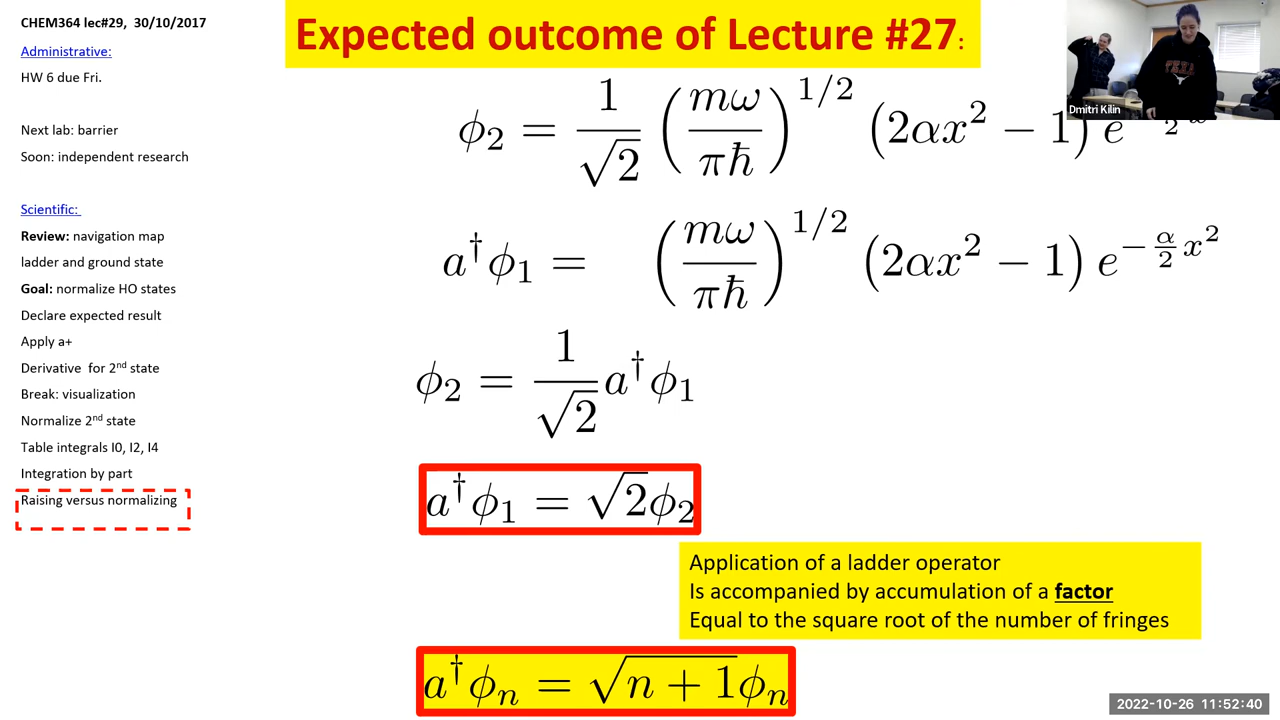 CHEM364 lec#29, 30/10/2017
Administrative:
HW 6 due Fri.
Next lab: barrier
Soon: independent research
Scientific:
Review: navigation map
ladder and ground state
Goal: normalize HO states
Declare expected result
Apply a+
Derivative for 2nd state
Break: visualization
Normalize 2nd state
Table integrals I0, I2, I4
Integration by part
Raising versus normalizing
Expected outcome of Lecture #27:
ϕ₂ = 1/√2 (mω/πħ)^1/2 (2αx² − 1) e
a†ϕ₁ = (mω/πħ)^1/2 (2αx² − 1) e^−α/2 x²
ϕ₂ = 1/√2 a†ϕ₁
a†ϕ₁ = √2ϕ₂
Application of a ladder operator
Is accompanied by accumulation of a factor
Equal to the square root of the number of fringes
a†ϕₙ = √n + 1ϕₙ
Dmitri Kilin
TEXAS
2022-10-26 11:52:40